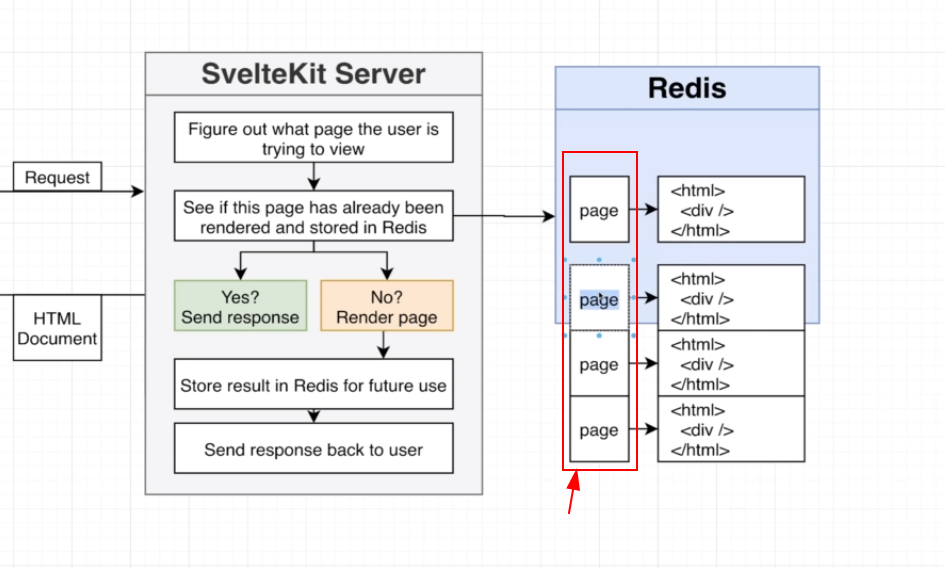 SvelteKit Server
Figure out what page the user is
trying to view
See if this page has already been
rendered and stored in Redis
Yes?
Send response
No?
Render page
Store result in Redis for future use
Send response back to user
Request
HTML
Document
Redis
page
<html>
<div />
</html>
page
<html>
<div />
</html>
page
<html>
<div />
</html>
page
<html>
<div />
</html>